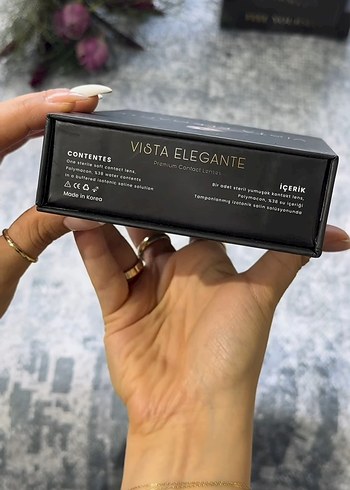 VISTA ELEGANTE
Premium Contact Lenses
CONTENTES
One sterile soft contact lens,
Polymacon, %38 water contents
in a buffered isotonic saline solution
Made in Korea
İÇERİK
Bir adet steril yumuşak kontakt lens,
Polymacon, %38 su içeriği
Tamponlanmış izotonik salin solüsyonunda